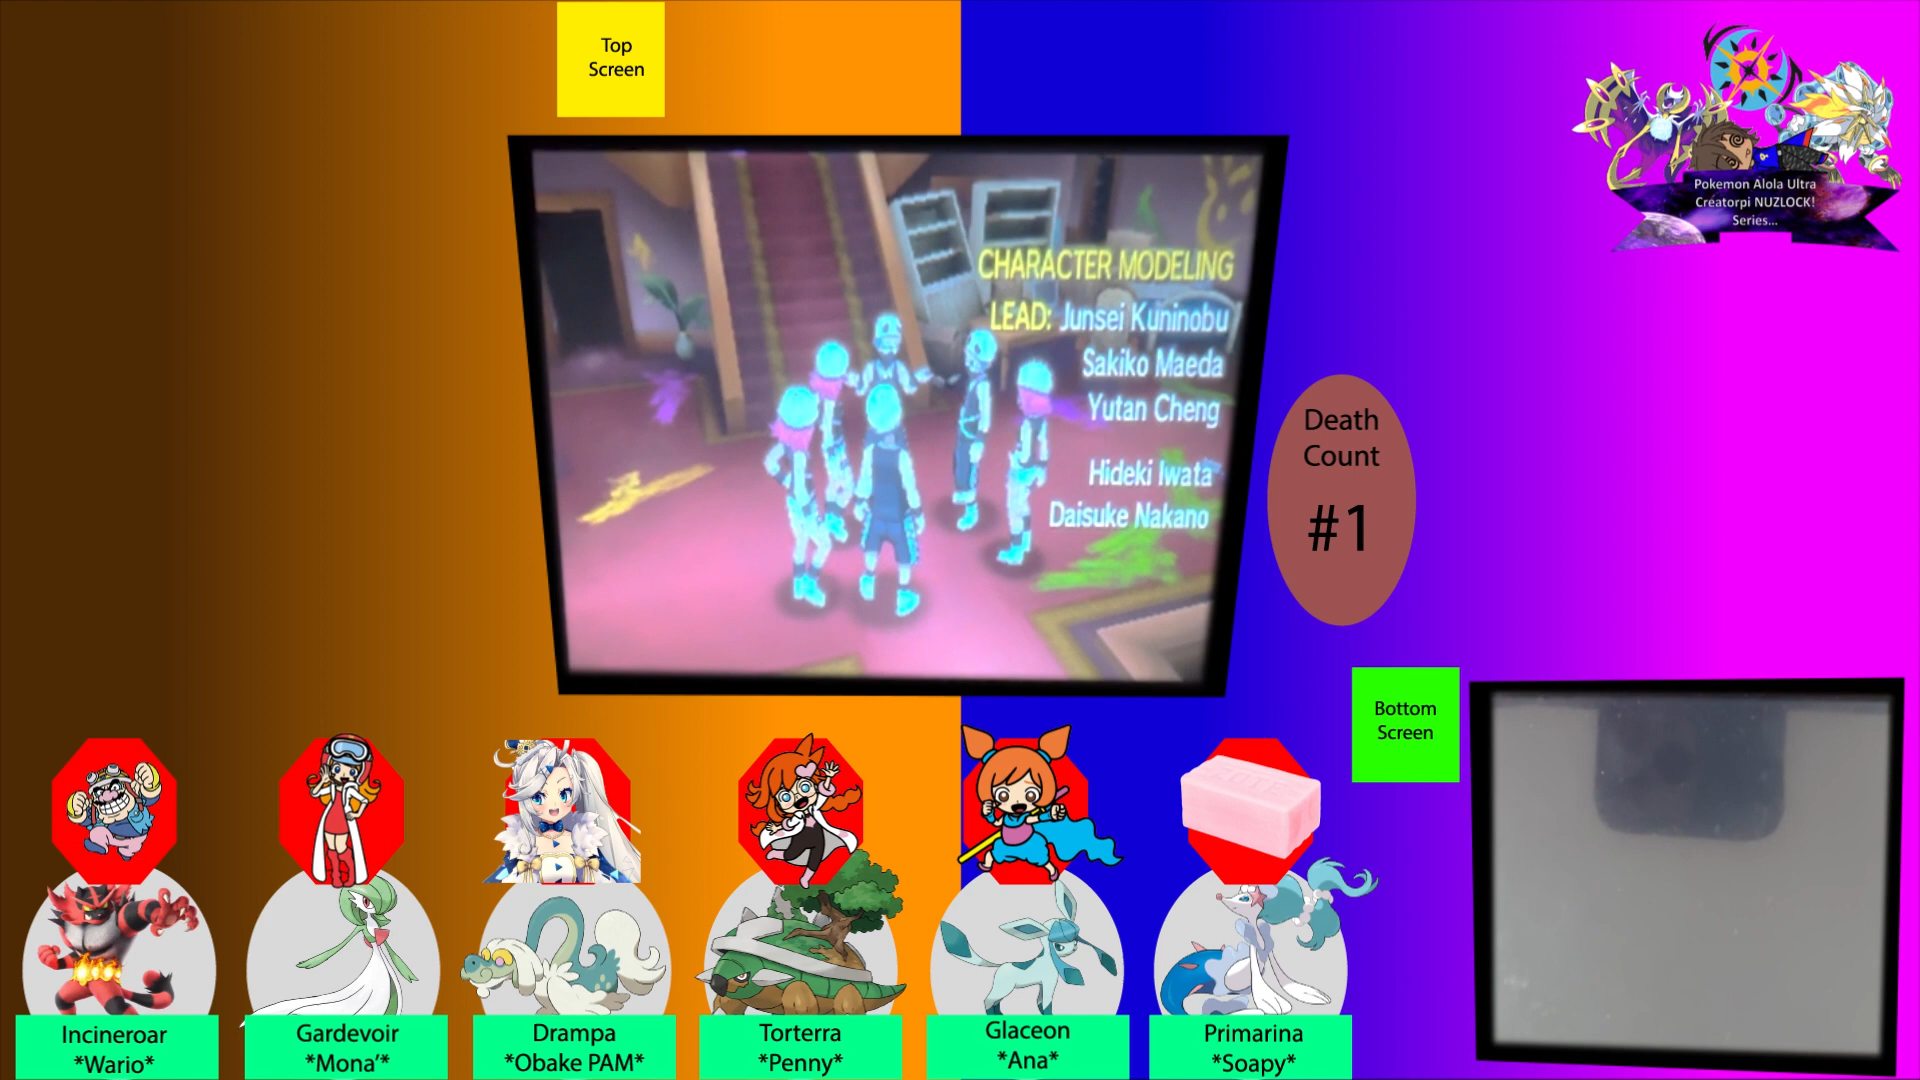 Top
Screen
Pokemon Alola Ultra
Creatorpi NUZLOCK!
Series...
CHARACTER MODELING
LEAD: Junsei Kuninobu
Sakiko Maeda
Yutan Cheng
Hideki Iwata
Daisuke Nakano
Death
Count
#1
Bottom
Screen
Incineroar
*Wario*
Gardevoir
*Mona'*
Drampa
*Obake PAM*
Torterra
*Penny*
Glaceon
*Ana*
Primarina
*Soapy*